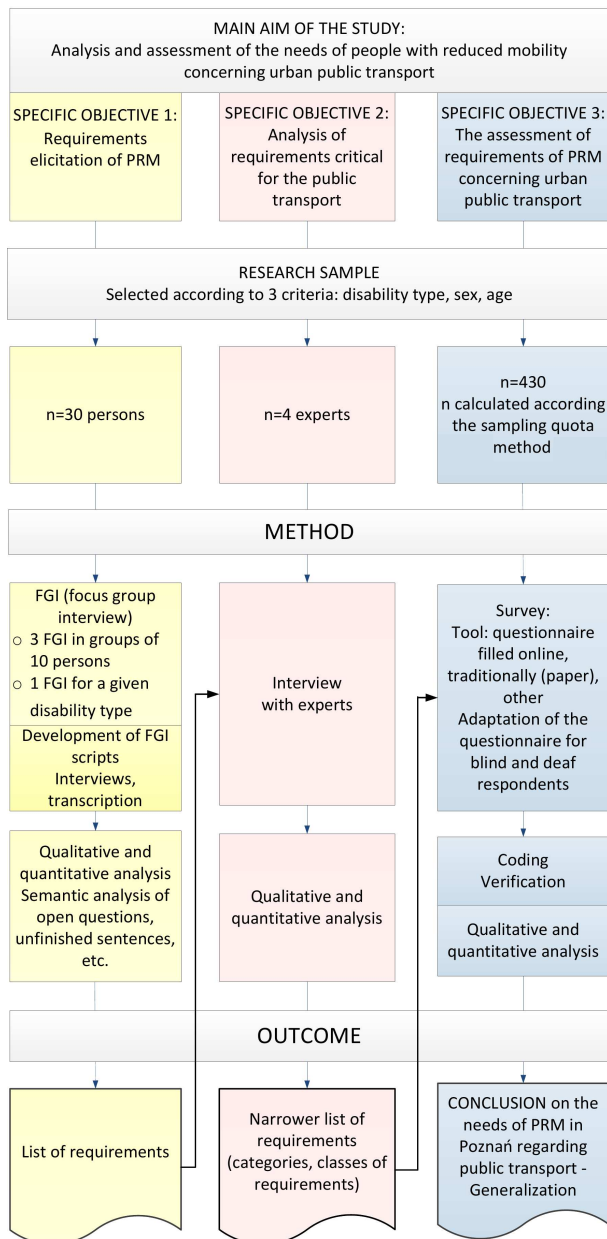 MAIN AIM OF THE STUDY:
Analysis and assessment of the needs of people with reduced mobility
concerning urban public transport
SPECIFIC OBJECTIVE 1:
Requirements
elicitation of PRM
SPECIFIC OBJECTIVE 2:
Analysis of
requirements critical
for the public
transport
SPECIFIC OBJECTIVE 3:
The assessment of
requirements of PRM
concerning urban
public transport
RESEARCH SAMPLE
Selected according to 3 criteria: disability type, sex, age
n=30 persons
n=4 experts
n=430
n calculated according
the sampling quota
method
METHOD
FGI (focus group
interview)
○ 3 FGI in groups of
10 persons
○ 1 FGI for a given
disability type
Development of FGI
scripts
Interviews,
transcription
Interview
with experts
Survey:
Tool: questionnaire
filled online,
traditionally (paper),
other
Adaptation of the
questionnaire for
blind and deaf
respondents
Qualitative and
quantitative analysis
Semantic analysis of
open questions,
unfinished sentences,
etc.
Qualitative and
quantitative analysis
Coding
Verification
Qualitative and
quantitative analysis
OUTCOME
List of requirements
Narrower list of
requirements
(categories, classes of
requirements)
CONCLUSION on the
needs of PRM in
Poznań regarding
public transport -
Generalization